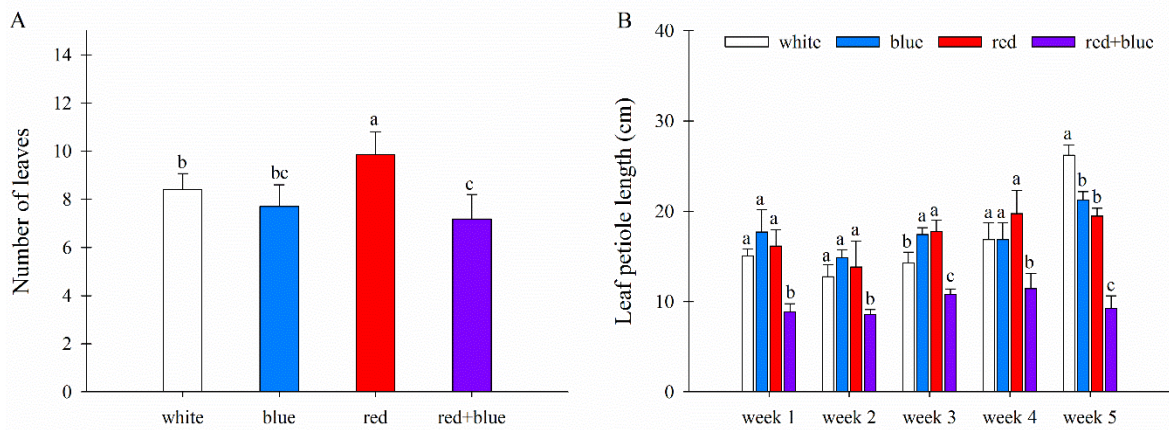 A
Number of leaves
14
12
10
8
6
4
2
0
b
bc
a
c
white
blue
red
red+blue
B
white blue red red+blue
Leaf petiole length (cm)
40
30
20
10
0
a a a b
a a a b
b a a c
a a a b
a b b c
week 1 week 2 week 3 week 4 week 5